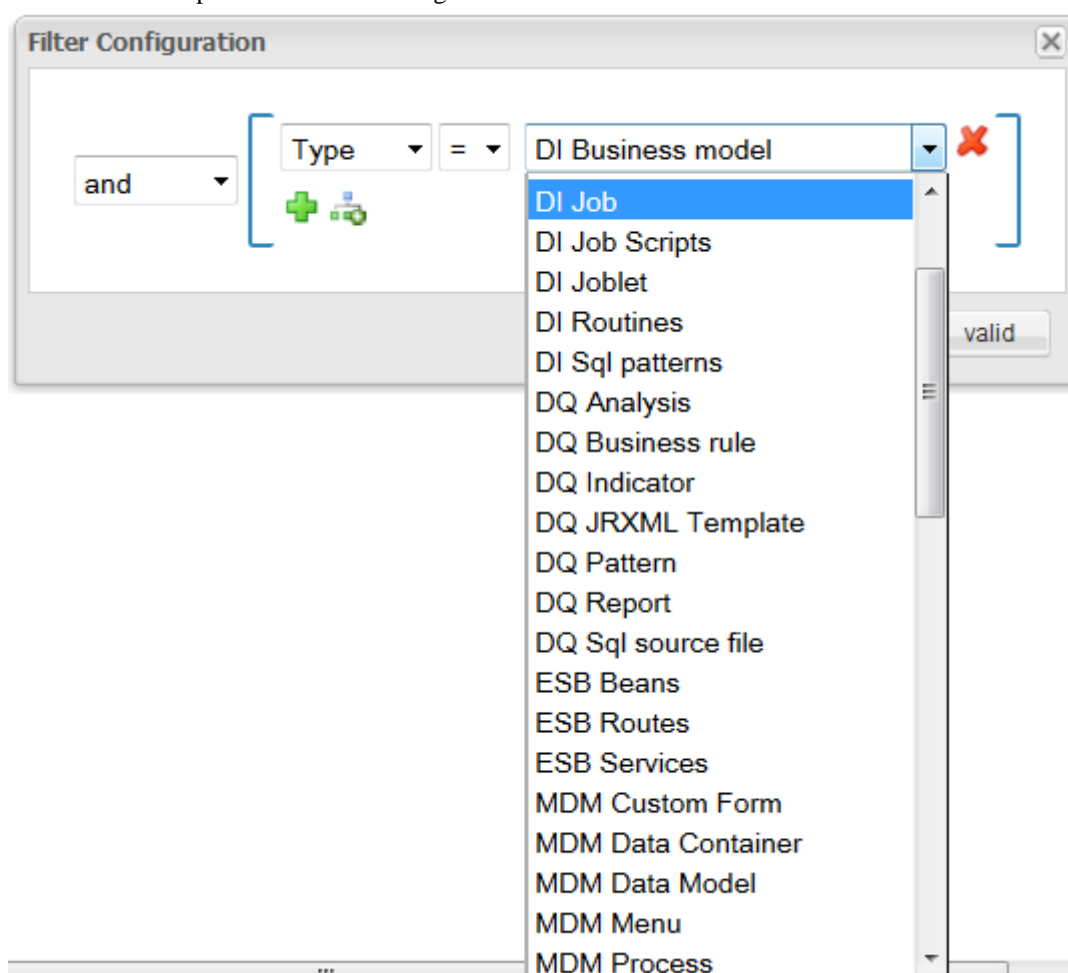 Filter Configuration
and
Type = DI Business model
DI Job
DI Job Scripts
DI Joblet
DI Routines
DI Sql patterns
valid
DQ Analysis
DQ Business rule
DQ Indicator
DQ JRXML Template
DQ Pattern
DQ Report
DQ Sql source file
ESB Beans
ESB Routes
ESB Services
MDM Custom Form
MDM Data Container
MDM Data Model
MDM Menu
MDM Process